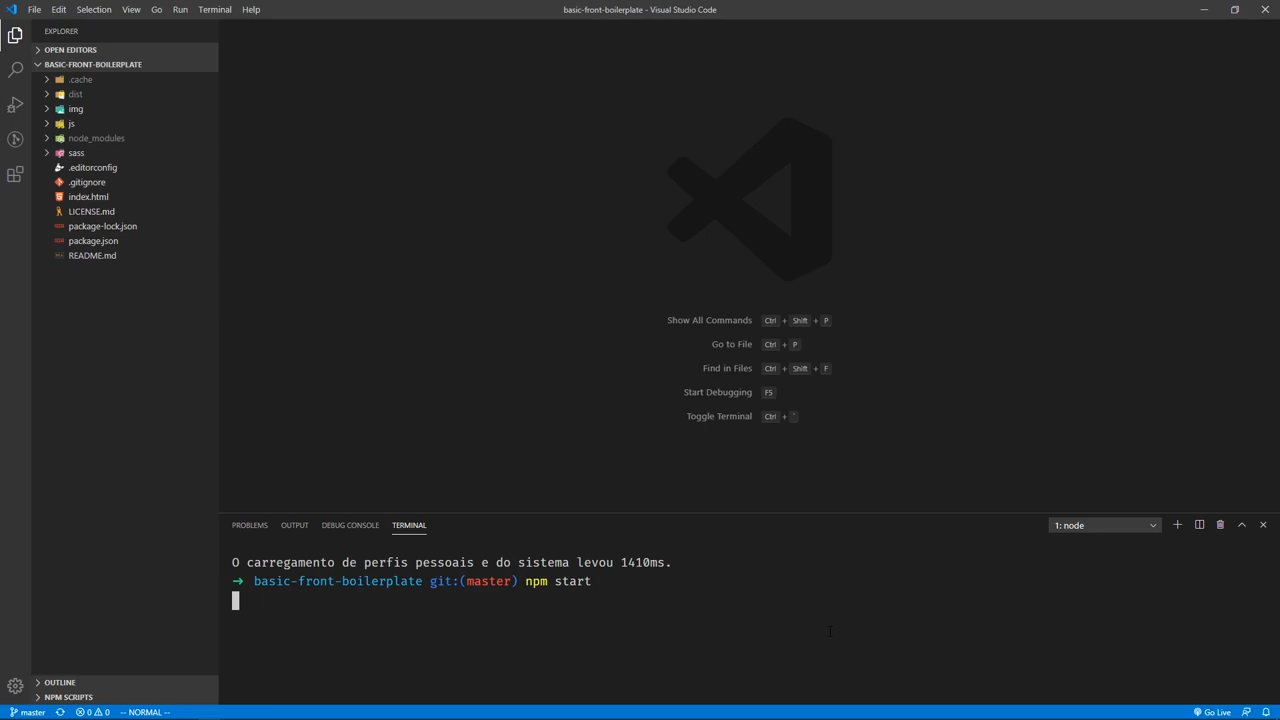 File Edit Selection View Go Run Terminal Help
basic-front-boilerplate - Visual Studio Code
EXPLORER
OPEN EDITORS
BASIC-FRONT-BOILERPLATE
.cache
dist
img
js
node_modules
sass
.editorconfig
.gitignore
index.html
LICENSE.md
package-lock.json
package.json
README.md
OUTLINE
NPM SCRIPTS
Show All Commands Ctrl + Shift + P
Go to File Ctrl + P
Find in Files Ctrl + Shift + F
Start Debugging F5
Toggle Terminal Ctrl + `
PROBLEMS OUTPUT DEBUG CONSOLE TERMINAL
1: node
O carregamento de perfis pessoais e do sistema levou 1410ms.
➜ basic-front-boilerplate git:(master) npm start
master 0 0 -- NORMAL --
Go Live